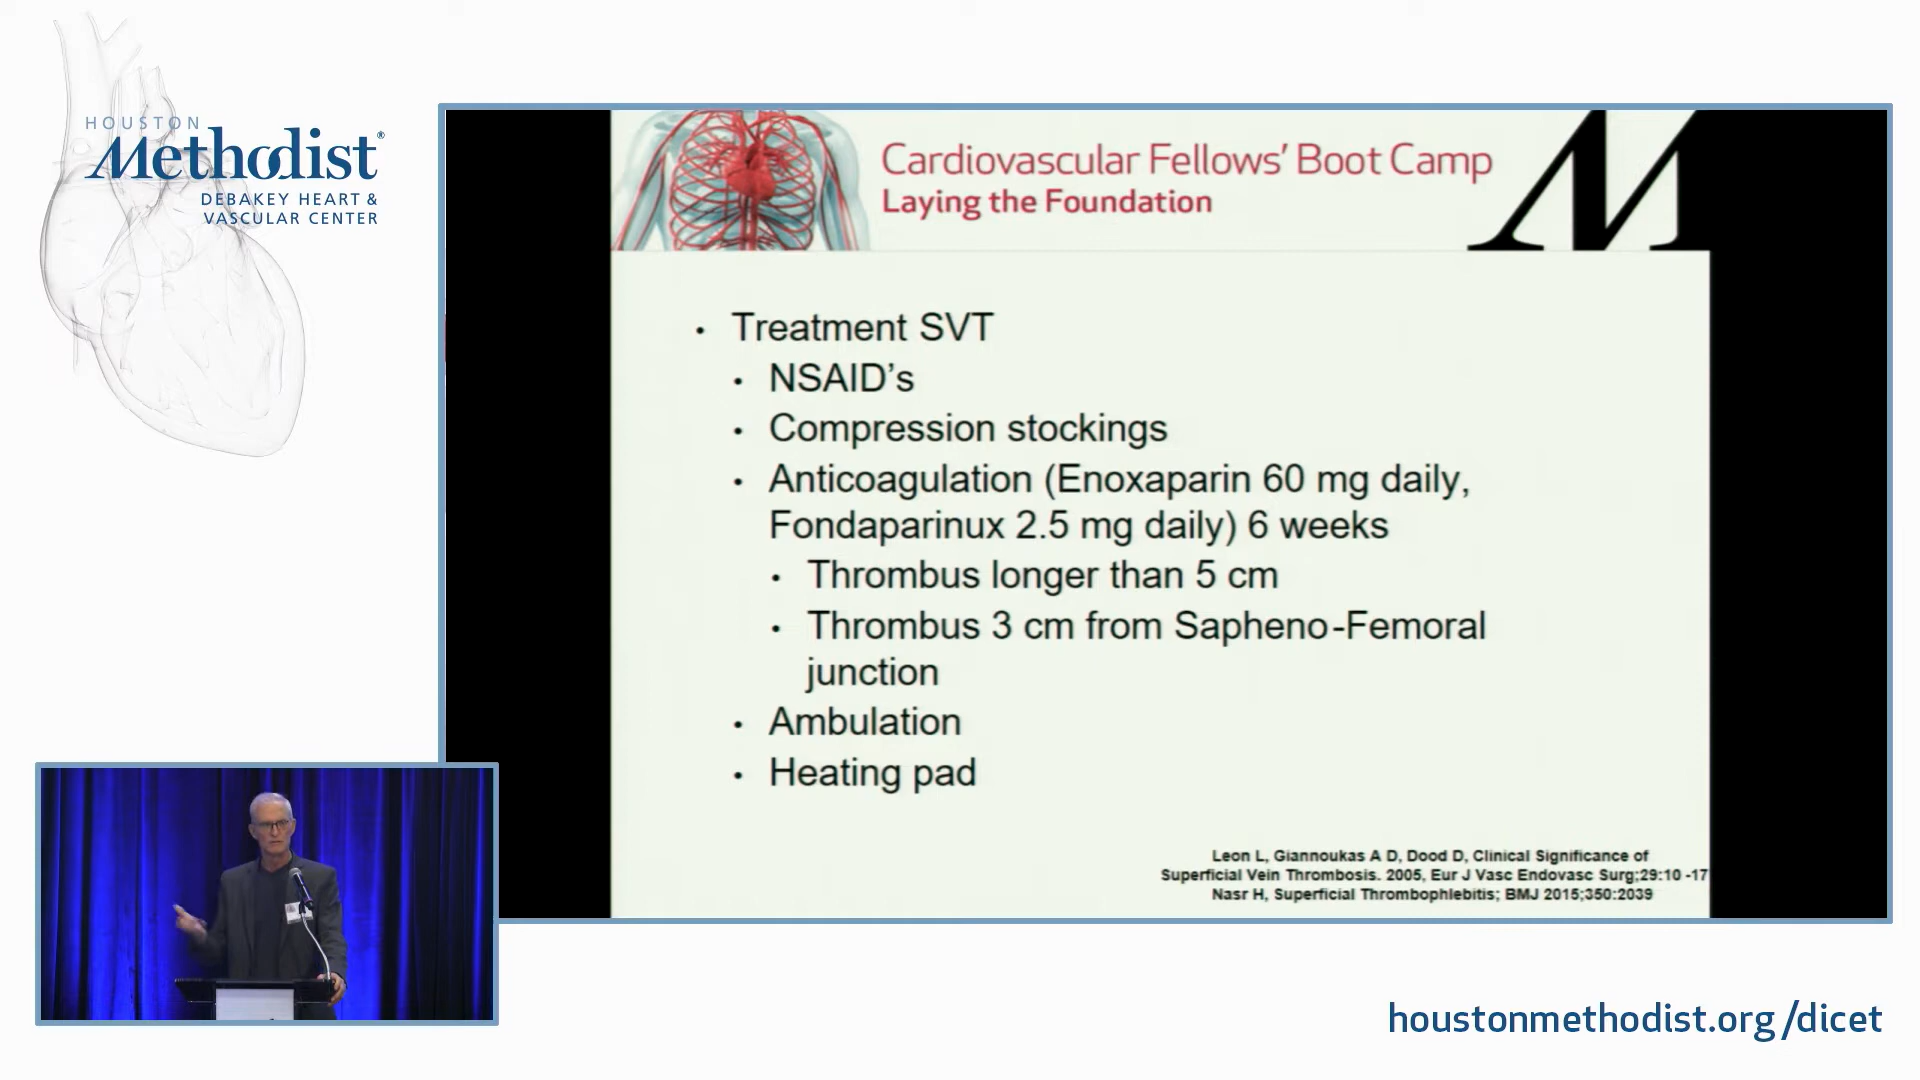 HOUSTON
Methodist®
DEBAKEY HEART &
VASCULAR CENTER
Cardiovascular Fellows’ Boot Camp
Laying the Foundation
M
• Treatment SVT
• NSAID’s
• Compression stockings
• Anticoagulation (Enoxaparin 60 mg daily,
Fondaparinux 2.5 mg daily) 6 weeks
• Thrombus longer than 5 cm
• Thrombus 3 cm from Sapheno-Femoral
junction
• Ambulation
• Heating pad
Leon L, Giannoukas A D, Dood D, Clinical Significance of
Superficial Vein Thrombosis. 2005, Eur J Vasc Endovasc Surg;29:10 -17
Nasr H, Superficial Thrombophlebitis; BMJ 2015;350:2039
houstonmethodist.org/dicet